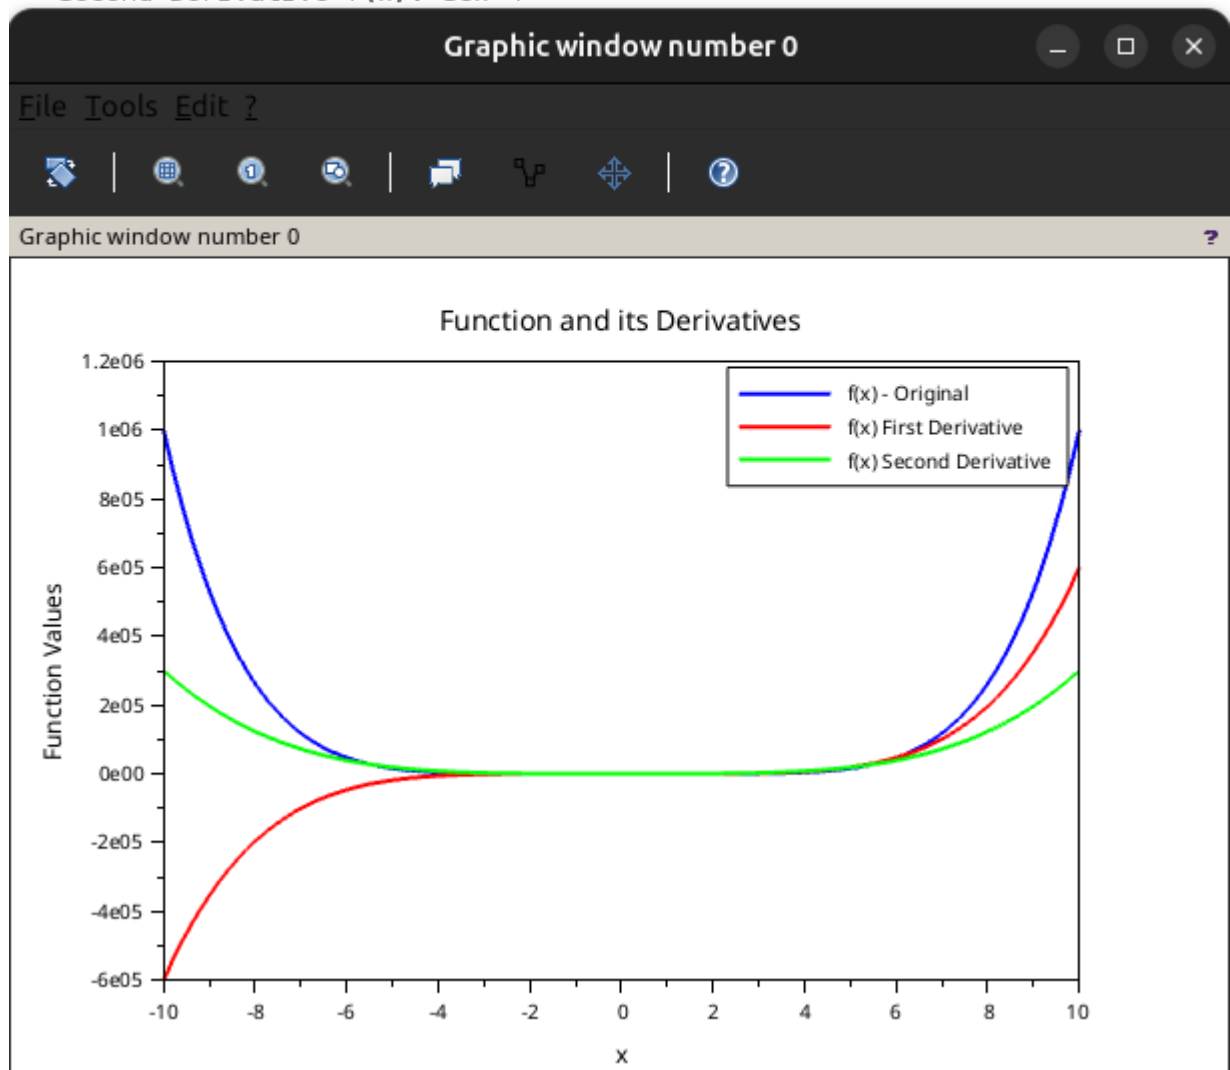 Graphic window number 0
File Tools Edit ?
Graphic window number 0 ?
Function and its Derivatives
1.2e06
1e06
8e05
6e05
4e05
2e05
0e00
-2e05
-4e05
-6e05
Function Values
f(x) - Original
f(x) First Derivative
f(x) Second Derivative
-10 -8 -6 -4 -2 0 2 4 6 8 10
x